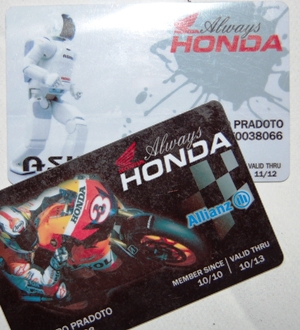 Always
HONDA
PRADOTO
0038066
VALID THRU
11/12
Always
HONDA
Allianz
MEMBER SINCE
VALID THRU
10/10
10/13
PRADOTO